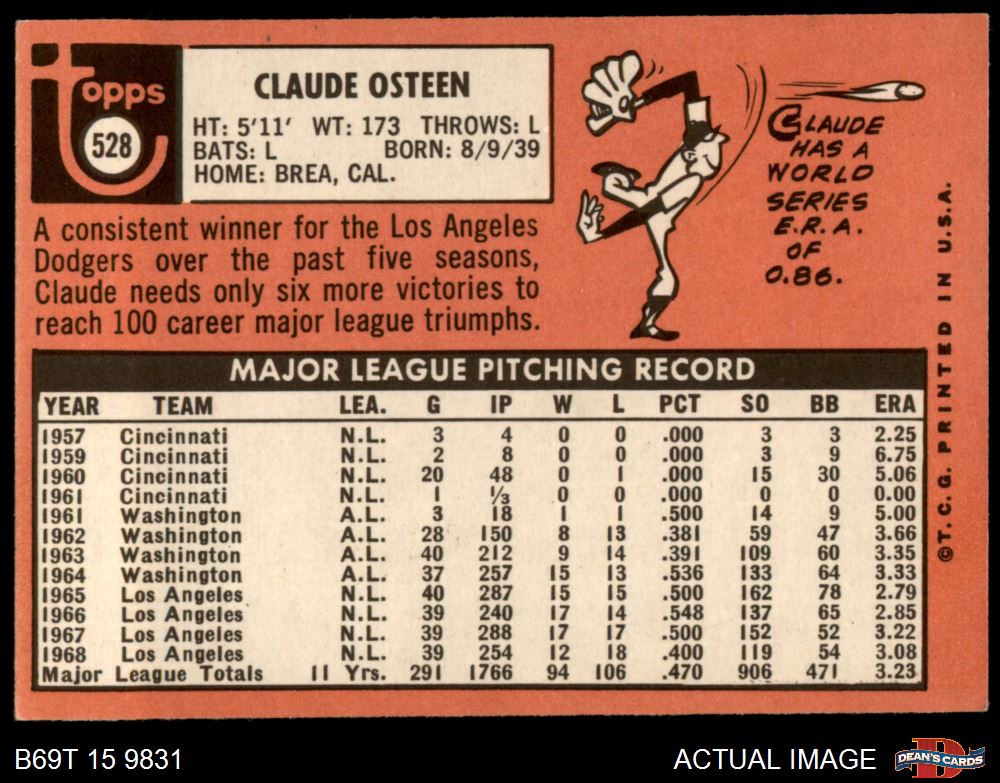 Topps
528
CLAUDE OSTEEN
HT: 5'11' WT: 173 THROWS: L
BATS: L BORN: 8/9/39
HOME: BREA, CAL.
A consistent winner for the Los Angeles
Dodgers over the past five seasons,
Claude needs only six more victories to
reach 100 career major league triumphs.
CLAUDE
HAS A
WORLD
SERIES
E.R.A.
OF
0.86.
©T. C. G. PRINTED IN U.S.A.
MAJOR LEAGUE PITCHING RECORD
YEAR TEAM LEA. G IP W L PCT SO BB ERA
1957 Cincinnati N.L. 3 4 0 0 .000 3 3 2.25
1959 Cincinnati N.L. 2 8 0 0 .000 3 9 6.75
1960 Cincinnati N.L. 20 48 0 1 .000 15 30 5.06
1961 Cincinnati N.L. 1 ⅓ 0 0 .000 0 0 0.00
1961 Washington A.L. 3 18 1 1 .500 14 9 5.00
1962 Washington A.L. 28 150 8 13 .381 59 47 3.66
1963 Washington A.L. 40 212 9 14 .391 109 60 3.35
1964 Washington A.L. 37 257 15 13 .536 133 64 3.33
1965 Los Angeles N.L. 40 287 15 15 .500 162 78 2.79
1966 Los Angeles N.L. 39 240 17 14 .548 137 65 2.85
1967 Los Angeles N.L. 39 288 17 17 .500 152 52 3.22
1968 Los Angeles N.L. 39 254 12 18 .400 119 54 3.08
Major League Totals 11 Yrs. 291 1766 94 106 .470 906 471 3.23
B69T 15 9831
ACTUAL IMAGE
D
DEAN'S CARDS